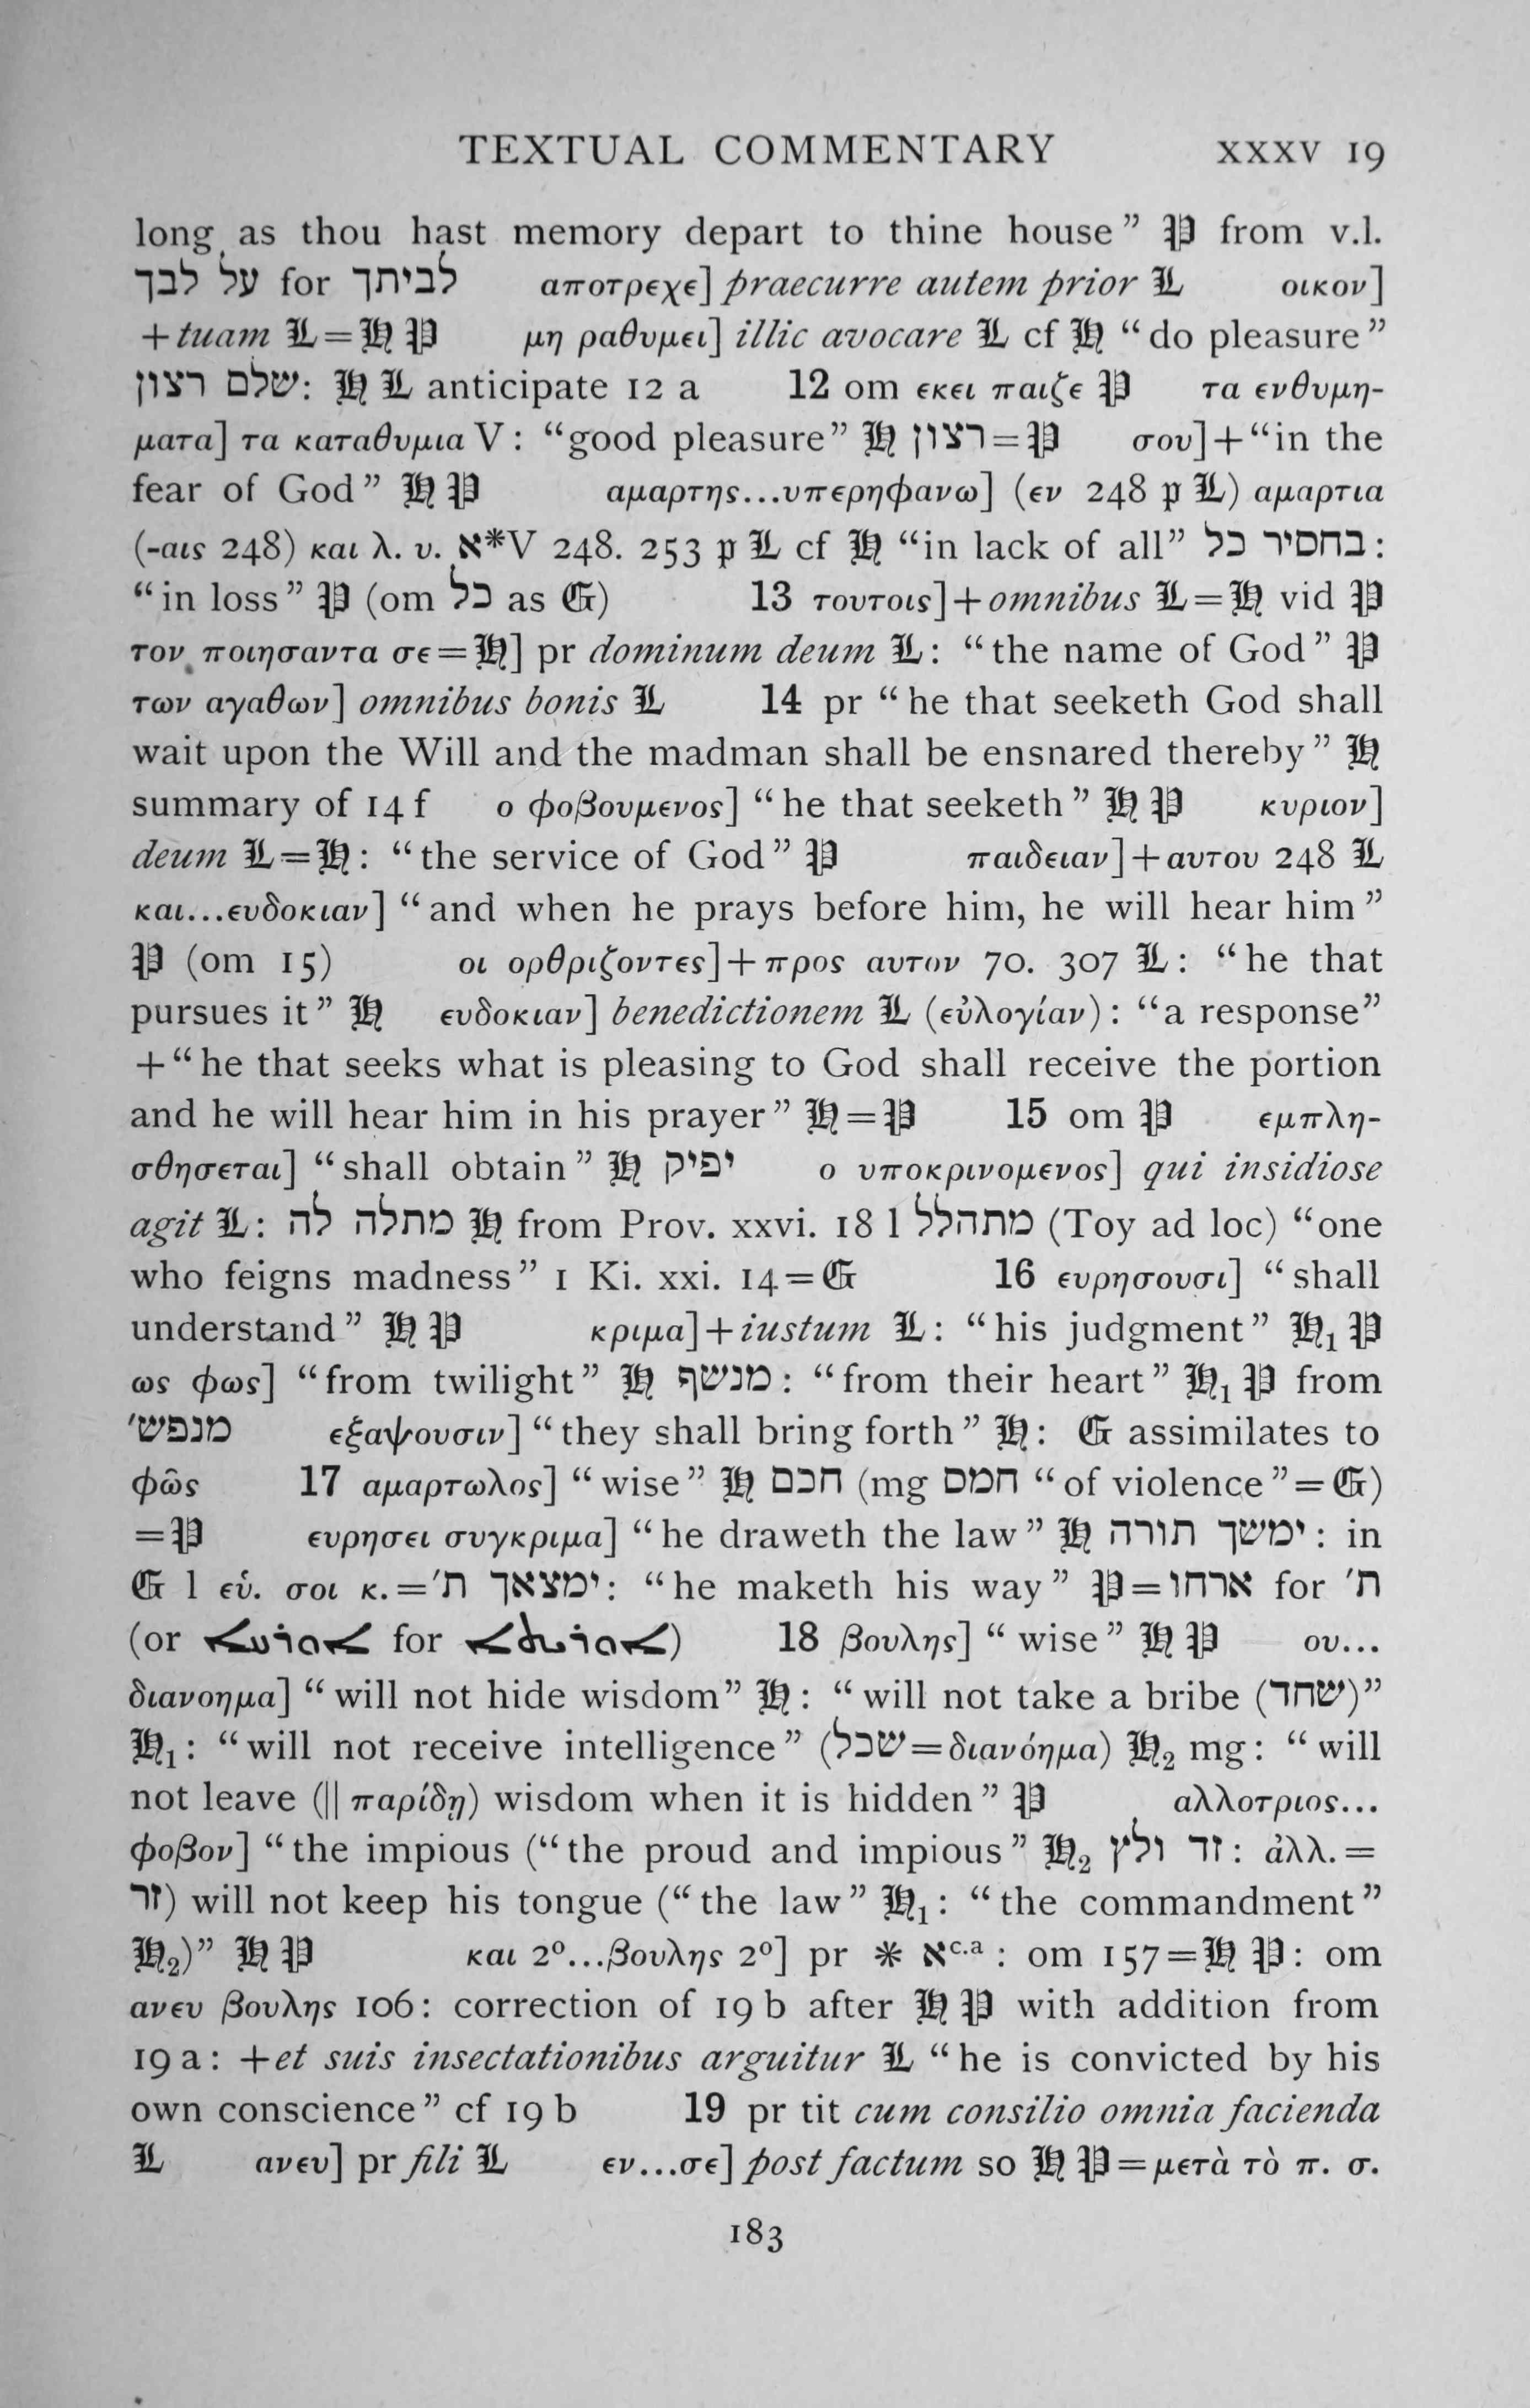 TEXTUAL COMMENTARY XXXV 19
long as thou hast memory depart to thine house” 𝔓 from v.l.
על לבך for לביתך αποτρεχε] praecurre autem prior 𝕷 οικον]
+tuam 𝕷=𝕳 𝔓 μη ραθυμει] illic avocare 𝕷 cf 𝕳 “do pleasure”
שלם רצון: 𝕳 𝕷 anticipate 12 a 12 om εκει παιζε 𝔓 τα ενθυμη-
ματα] τα καταθυμια V : “good pleasure” 𝕳 רצון=𝔓 σου]+“in the
fear of God” 𝕳 𝔓 αμαρτης...υπερηφανω] (εν 248 𝔭 𝕷) αμαρτια
(-αις 248) και λ. υ. א*V 248. 253 𝔭 𝕷 cf 𝕳 “in lack of all” בחסיר כל :
“in loss” 𝔓 (om כל as 𝕲) 13 τουτοις]+omnibus 𝕷=𝕳 vid 𝔓
τον ποιησαντα σε=𝕳] pr dominum deum 𝕷: “the name of God” 𝔓
των αγαθων] omnibus bonis 𝕷 14 pr “he that seeketh God shall
wait upon the Will and the madman shall be ensnared thereby” 𝕳
summary of 14 f ο φοβουμενος] “he that seeketh” 𝕳 𝔓 κυριον]
deum 𝕷=𝕳: “the service of God” 𝔓 παιδειαν]+αυτου 248 𝕷
και...ευδοκιαν] “and when he prays before him, he will hear him”
𝔓 (om 15) οι ορθριζοντες]+προς αυτον 70. 307 𝕷: “he that
pursues it” 𝕳 ευδοκιαν] benedictionem 𝕷 (εὐλογίαν): “a response”
+“he that seeks what is pleasing to God shall receive the portion
and he will hear him in his prayer” 𝕳=𝔓 15 om 𝔓 εμπλη-
σθησεται] “shall obtain” 𝕳 יפיק ο υποκρινομενος] qui insidiose
agit 𝕷: מתלה לה 𝕳 from Prov. xxvi. 18 l מתהלל (Toy ad loc) “one
who feigns madness” 1 Ki. xxi. 14=𝕲 16 ευρησουσι] “shall
understand” 𝕳 𝔓 κριμα]+iustum 𝕷: “his judgment” 𝕳₁ 𝔓
ως φως] “from twilight” 𝕳 מנשף: “from their heart” 𝕳₁ 𝔓 from
מנפש' εξαψουσιν] “they shall bring forth” 𝕳: 𝕲 assimilates to
φῶς 17 αμαρτωλος] “wise” 𝕳 חכם (mg חמס “of violence”=𝕲)
=𝔓 ευρησει συγκριμα] “he draweth the law” 𝕳 ימשך תורה: in
𝕲 l εὑ. σοι κ.=ימצאך ת': “he maketh his way” 𝔓=ארחו for ת'
(or ܐܘܪܚܐ for ܐܘܪܝܬܐ) 18 βουλης] “wise” 𝕳 𝔓 ου...
διανοημα] “will not hide wisdom” 𝕳: “will not take a bribe (שחד)”
𝕳₁: “will not receive intelligence” (שכל=διανόημα) 𝕳₂ mg: “will
not leave (|| παρίδῃ) wisdom when it is hidden” 𝔓 αλλοτριος...
φοβον] “the impious (“the proud and impious” 𝕳₂ זד ולץ: ἀλλ.=
זר) will not keep his tongue (“the law” 𝕳₁: “the commandment”
𝕳₂)” 𝕳 𝔓 και 2º...βουλης 2º] pr ※ אᶜ·ᵃ : om 157=𝕳 𝔓: om
ανευ βουλης 106: correction of 19 b after 𝕳 𝔓 with addition from
19 a: +et suis insectationibus arguitur 𝕷 “he is convicted by his
own conscience” cf 19 b 19 pr tit cum consilio omnia facienda
𝕷 ανευ] pr fili 𝕷 εν...σε] post factum so 𝕳 𝔓=μετὰ τὸ π. σ.
183